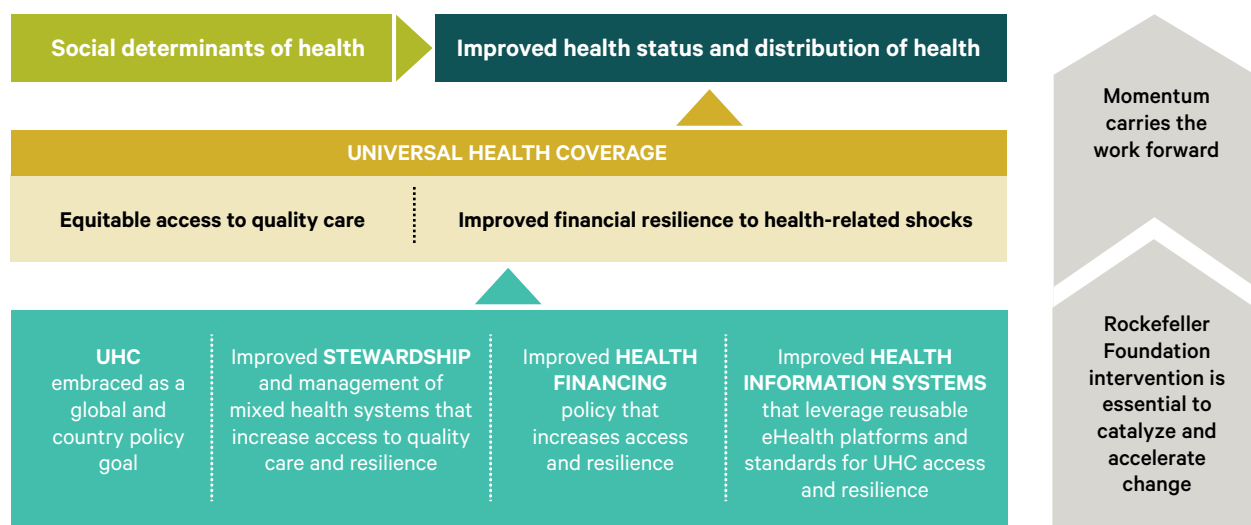 Social determinants of health
Improved health status and distribution of health
UNIVERSAL HEALTH COVERAGE
Equitable access to quality care
Improved financial resilience to health-related shocks
UHC
embraced as a
global and
country policy
goal
Improved STEWARDSHIP
and management of
mixed health systems that
increase access to quality
care and resilience
Improved HEALTH
FINANCING
policy that
increases access
and resilience
Improved HEALTH
INFORMATION SYSTEMS
that leverage reusable
eHealth platforms and
standards for UHC access
and resilience
Momentum
carries the
work forward
Rockefeller
Foundation
intervention is
essential to
catalyze and
accelerate
change